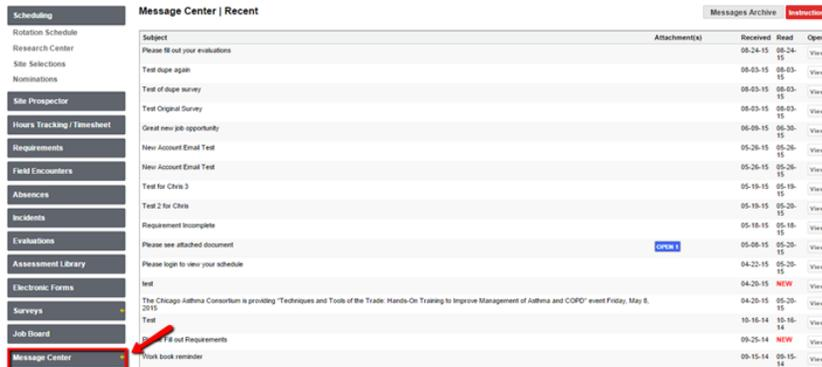 Scheduling
Rotation Schedule
Research Center
Site Selections
Nominations
Site Prospector
Hours Tracking / Timesheet
Requirements
Field Encounters
Absences
Incidents
Evaluations
Assessment Library
Electronic Forms
Surveys
Job Board
Message Center
Message Center | Recent
Messages Archive
Subject Attachment(s) Received Read
Please fill out your evaluations 08-24-15 08-24-
15
Test dupe again 08-03-15 08-03-
15
Test of dupe survey 08-03-15 08-03-
15
Test Original Survey 08-03-15 08-03-
15
Great new job opportunity 06-09-15 06-30-
15
New Account Email Test 05-26-15 05-26-
15
New Account Email Test 05-26-15 05-26-
15
Test for Chris 3 05-19-15 05-19-
15
Test 2 for Chris 05-19-15 05-20-
15
Requirement Incomplete 05-18-15 05-18-
15
Please see attached document OPEN 1 05-08-15 05-20-
15
Please login to view your schedule 04-22-15 05-20-
15
test 04-20-15 NEW
The Chicago Asthma Consortium is providing "Techniques and Tools of the Trade: Hands-On Training to Improve Management of Asthma and COPD" event Friday, May 8, 04-20-15 05-20-
2015 15
Test 10-16-14 10-16-
14
Fill out Requirements 09-25-14 NEW
Work book reminder 09-15-14 09-15-
14